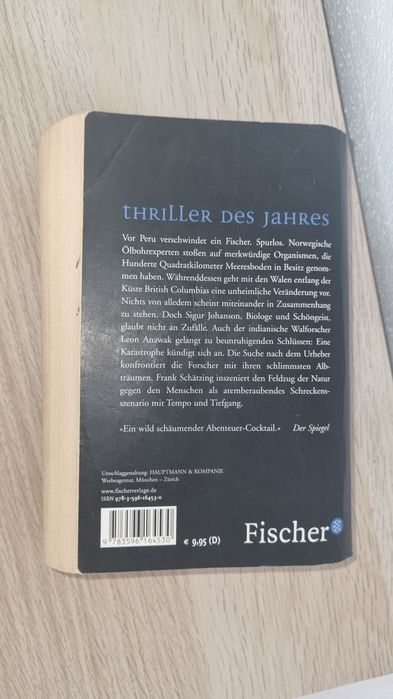 THRILLER DES JAHRES
Vor Peru verschwindet ein Fischer. Spurlos. Norwegische
Ölbohrexperten stoßen auf merkwürdige Organismen, die
Hunderte Quadratkilometer Meeresboden in Besitz genom-
men haben. Währenddessen geht mit den Walen entlang der
Küste British Columbias eine unheimliche Veränderung vor.
Nichts von alledem scheint miteinander in Zusammenhang
zu stehen. Doch Sigur Johanson, Biologe und Schöngeist,
glaubt nicht an Zufälle. Auch der indianische Walforscher
Leon Anawak gelangt zu beunruhigenden Schlüssen: Eine
Katastrophe kündigt sich an. Die Suche nach dem Urheber
konfrontiert die Forscher mit ihren schlimmsten Alb-
träumen. Frank Schätzing inszeniert den Feldzug der Natur
gegen den Menschen als atemberaubendes Schreckens-
szenario mit Tempo und Tiefgang.
»Ein wild schäumender Abenteuer-Cocktail.« Der Spiegel
Umschlaggestaltung: HAUPTMANN & KOMPANIE
Werbeagentur, München – Zürich
www.fischerverlage.de
ISBN 978-3-596-16453-0
9 783596 164530
€ 9,95 (D)
Fischer